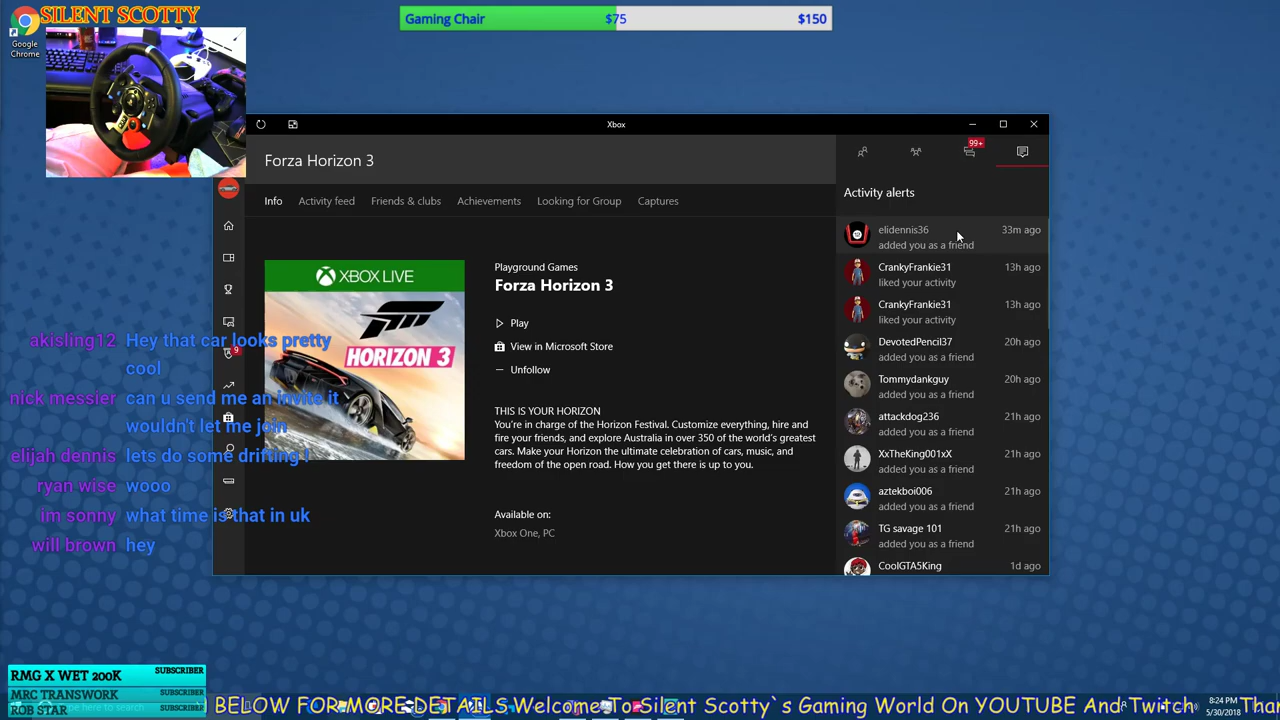 SILENT SCOTTY
Google
Chrome
Gaming Chair $75 $150
Xbox
Forza Horizon 3
99+
Info Activity feed Friends & clubs Achievements Looking for Group Captures
XBOX LIVE
FORZA
HORIZON 3
Playground Games
Forza Horizon 3
Play
View in Microsoft Store
Unfollow
THIS IS YOUR HORIZON
You're in charge of the Horizon Festival. Customize everything, hire and
fire your friends, and explore Australia in over 350 of the world's greatest
cars. Make your Horizon the ultimate celebration of cars, music, and
freedom of the open road. How you get there is up to you.
Available on:
Xbox One, PC
Activity alerts
elidennis36 33m ago
added you as a friend
CrankyFrankie31 13h ago
liked your activity
CrankyFrankie31 13h ago
liked your activity
DevotedPencil37 20h ago
added you as a friend
Tommydankguy 20h ago
added you as a friend
attackdog236 21h ago
added you as a friend
XxTheKing001xX 21h ago
added you as a friend
aztekboi006 21h ago
added you as a friend
TG savage 101 21h ago
added you as a friend
CoolGTA5King 1d ago
9
akisling12 Hey that car looks pretty
cool
nick messier can u send me an invite it
wouldn't let me join
elijah dennis lets do some drifting !
ryan wise wooo
im sonny what time is that in uk
will brown hey
RMG X WET 200K SUBSCRIBER
MRC TRANSWORK SUBSCRIBER
ROB STAR SUBSCRIBER
BELOW FOR MORE DETAILS Welcome To Silent Scotty`s Gaming World On YOUTUBE And Twitch Than
8:24 PM
5/30/2018